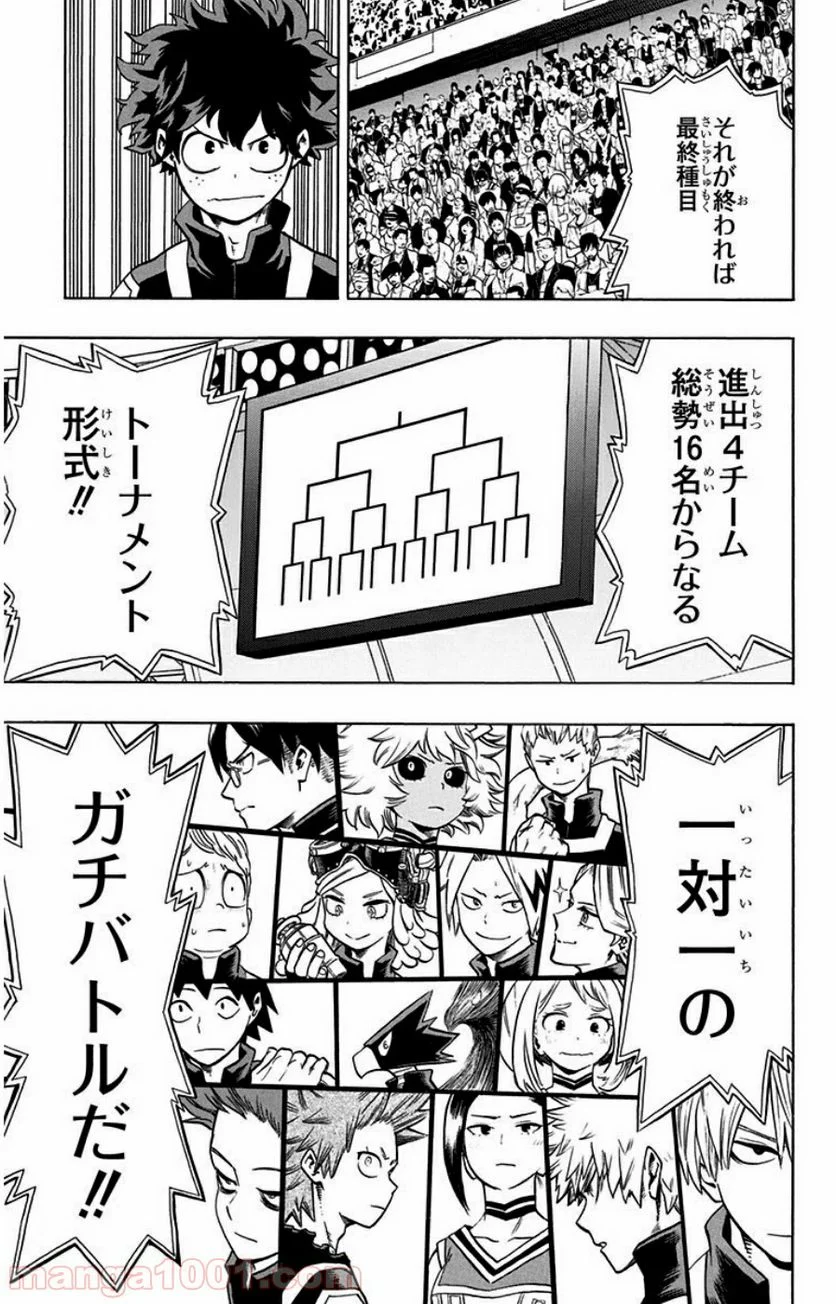 それが終われば
最終種目
進出4チーム
総勢16名からなる
トーナメント
形式!!
一対一の
ガチバトルだ!!
manga1001.com